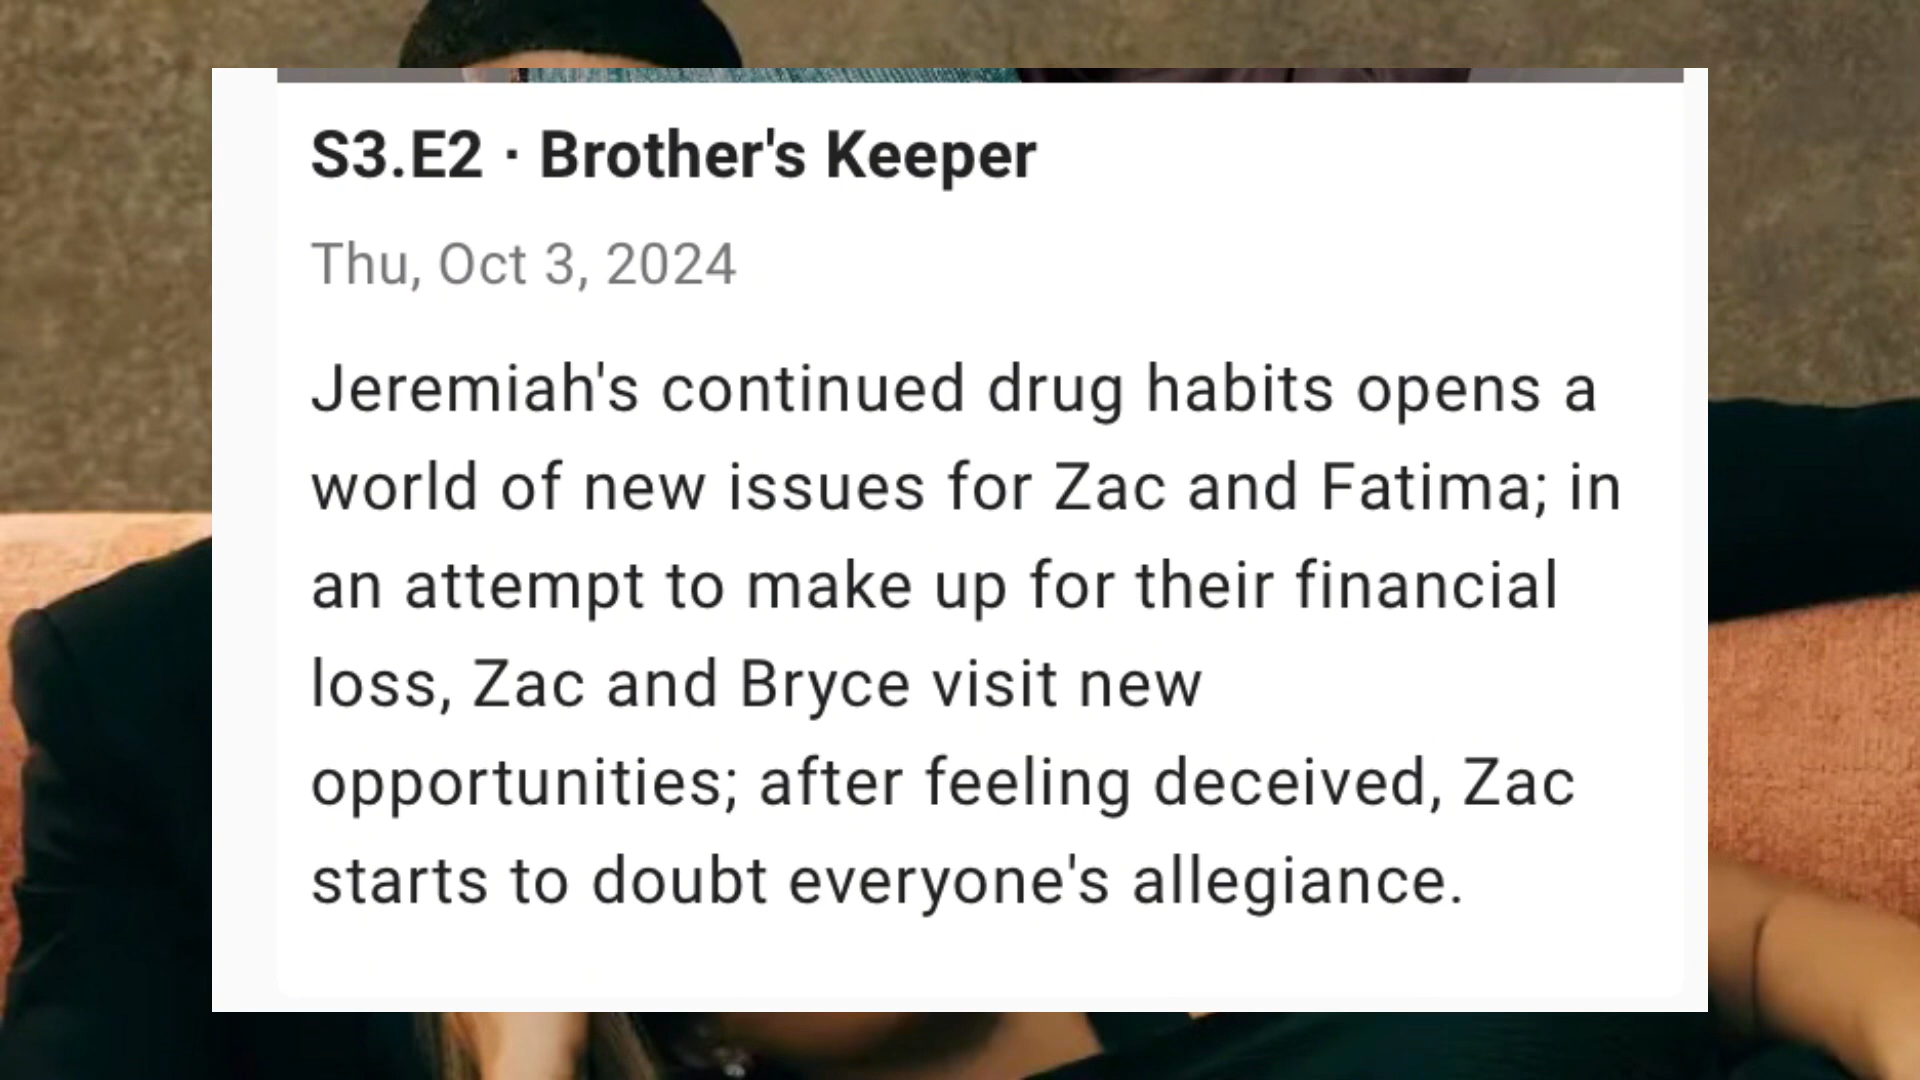 S3.E2 · Brother's Keeper
Thu, Oct 3, 2024
Jeremiah's continued drug habits opens a
world of new issues for Zac and Fatima; in
an attempt to make up for their financial
loss, Zac and Bryce visit new
opportunities; after feeling deceived, Zac
starts to doubt everyone's allegiance.